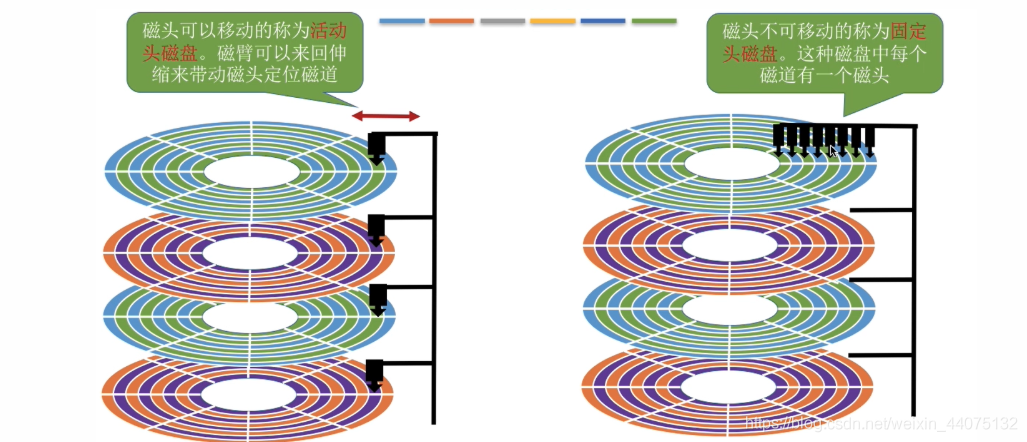 磁头可以移动的称为活动
头磁盘。磁臂可以来回伸
缩来带动磁头定位磁道
磁头不可移动的称为固定
头磁盘。这种磁盘中每个
磁道有一个磁头
https://blog.csdn.net/weixin_44075132